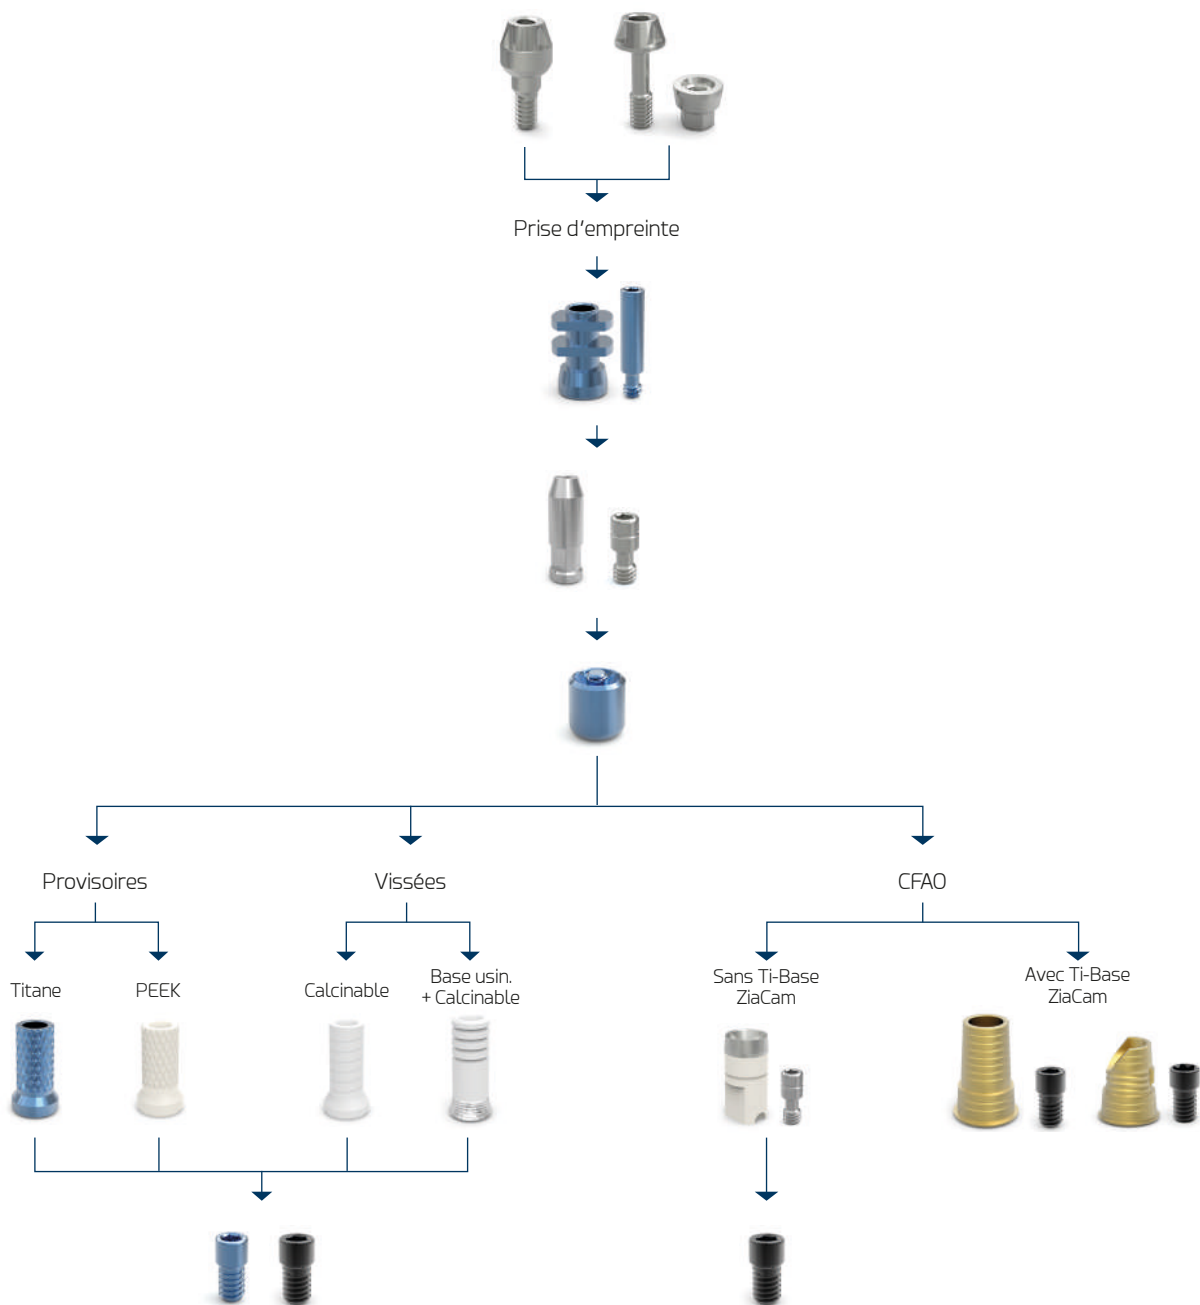 Prise d'empreinte
Provisoires
Vissées
CFAO
Titane
PEEK
Calcinable
Base usin.
+ Calcinable
Sans Ti-Base
ZiaCam
Avec Ti-Base
ZiaCam